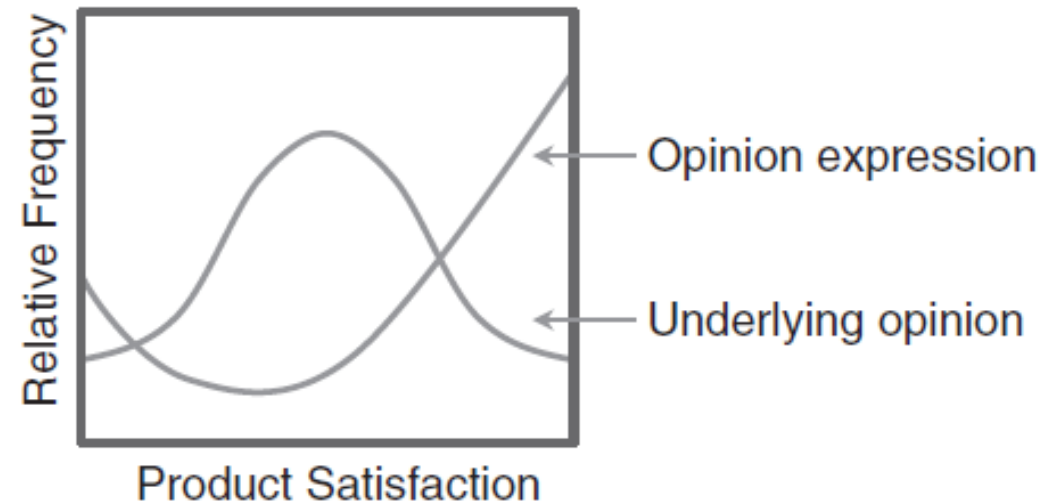 Relative Frequency
Opinion expression
Underlying opinion
Product Satisfaction